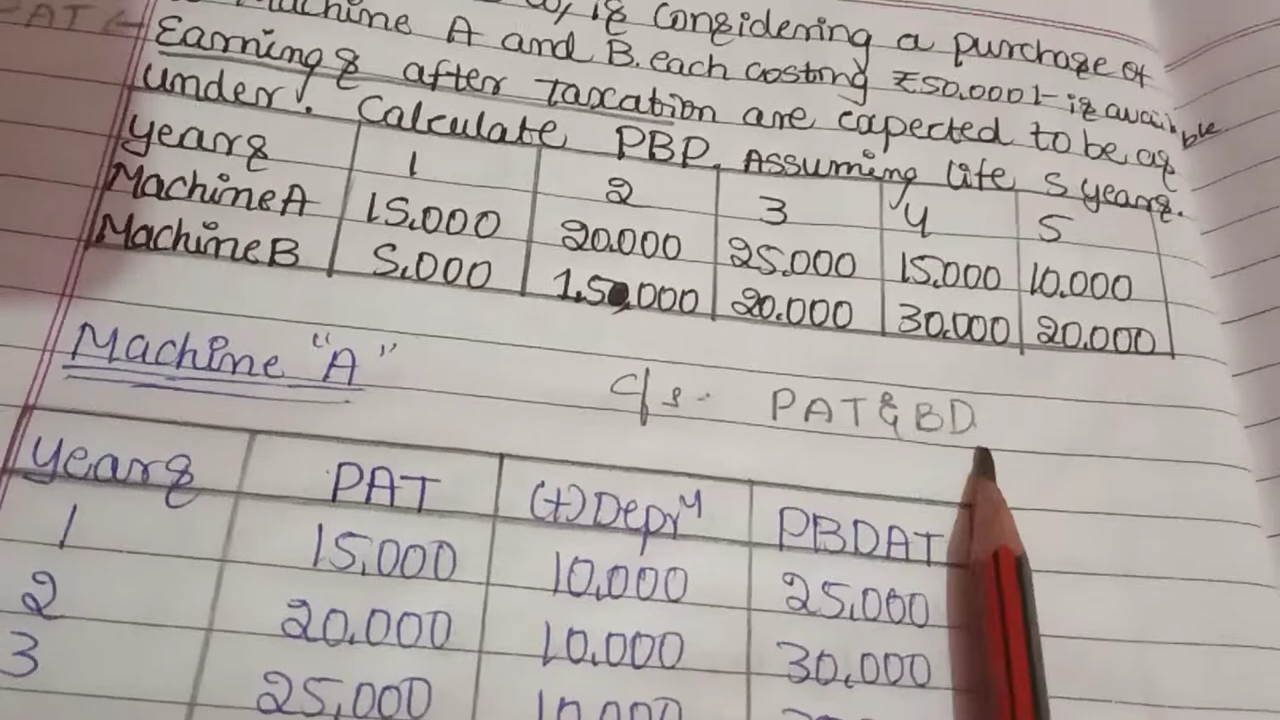 Machine A and B. each costing ₹50,000/- is available
is considering a purchase of
Earnings after taxation are expected to be as
under. Calculate PBP, Assuming life 5 years.
years 1 2 3 4 5
Machine A 15,000 20,000 25,000 15,000 10,000
Machine B 5,000 15,000 20,000 30,000 20,000
Machine "A"
C/s PAT & BD
years PAT (+) Deprn PBDAT
1 15,000 10,000 25,000
2 20,000 10,000 30,000
3 25,000 10,000